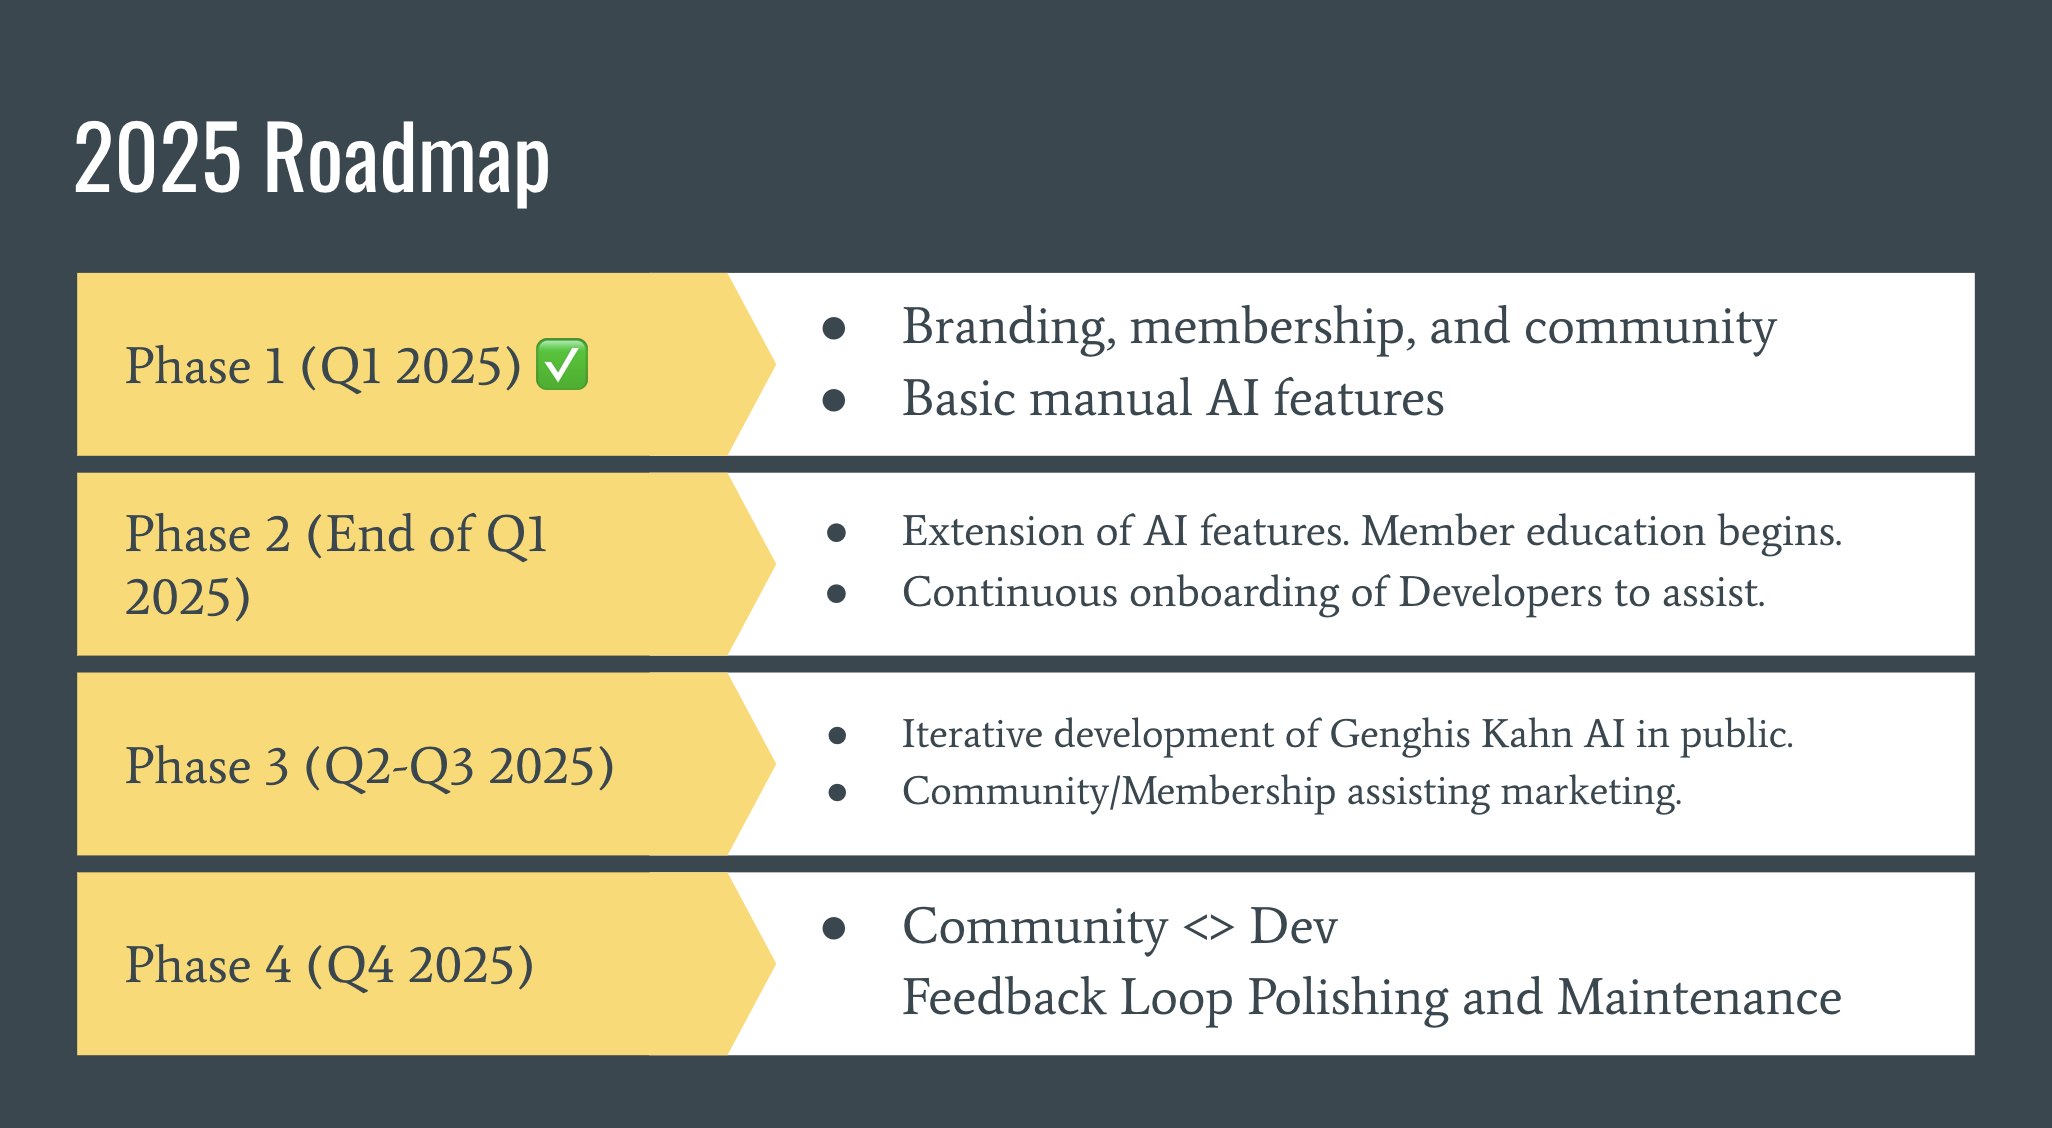 2025 Roadmap
Phase 1 (Q1 2025) ✅
● Branding, membership, and community
● Basic manual AI features
Phase 2 (End of Q1
2025)
● Extension of AI features. Member education begins.
● Continuous onboarding of Developers to assist.
Phase 3 (Q2-Q3 2025)
● Iterative development of Genghis Kahn AI in public.
● Community/Membership assisting marketing.
Phase 4 (Q4 2025)
● Community <> Dev
Feedback Loop Polishing and Maintenance